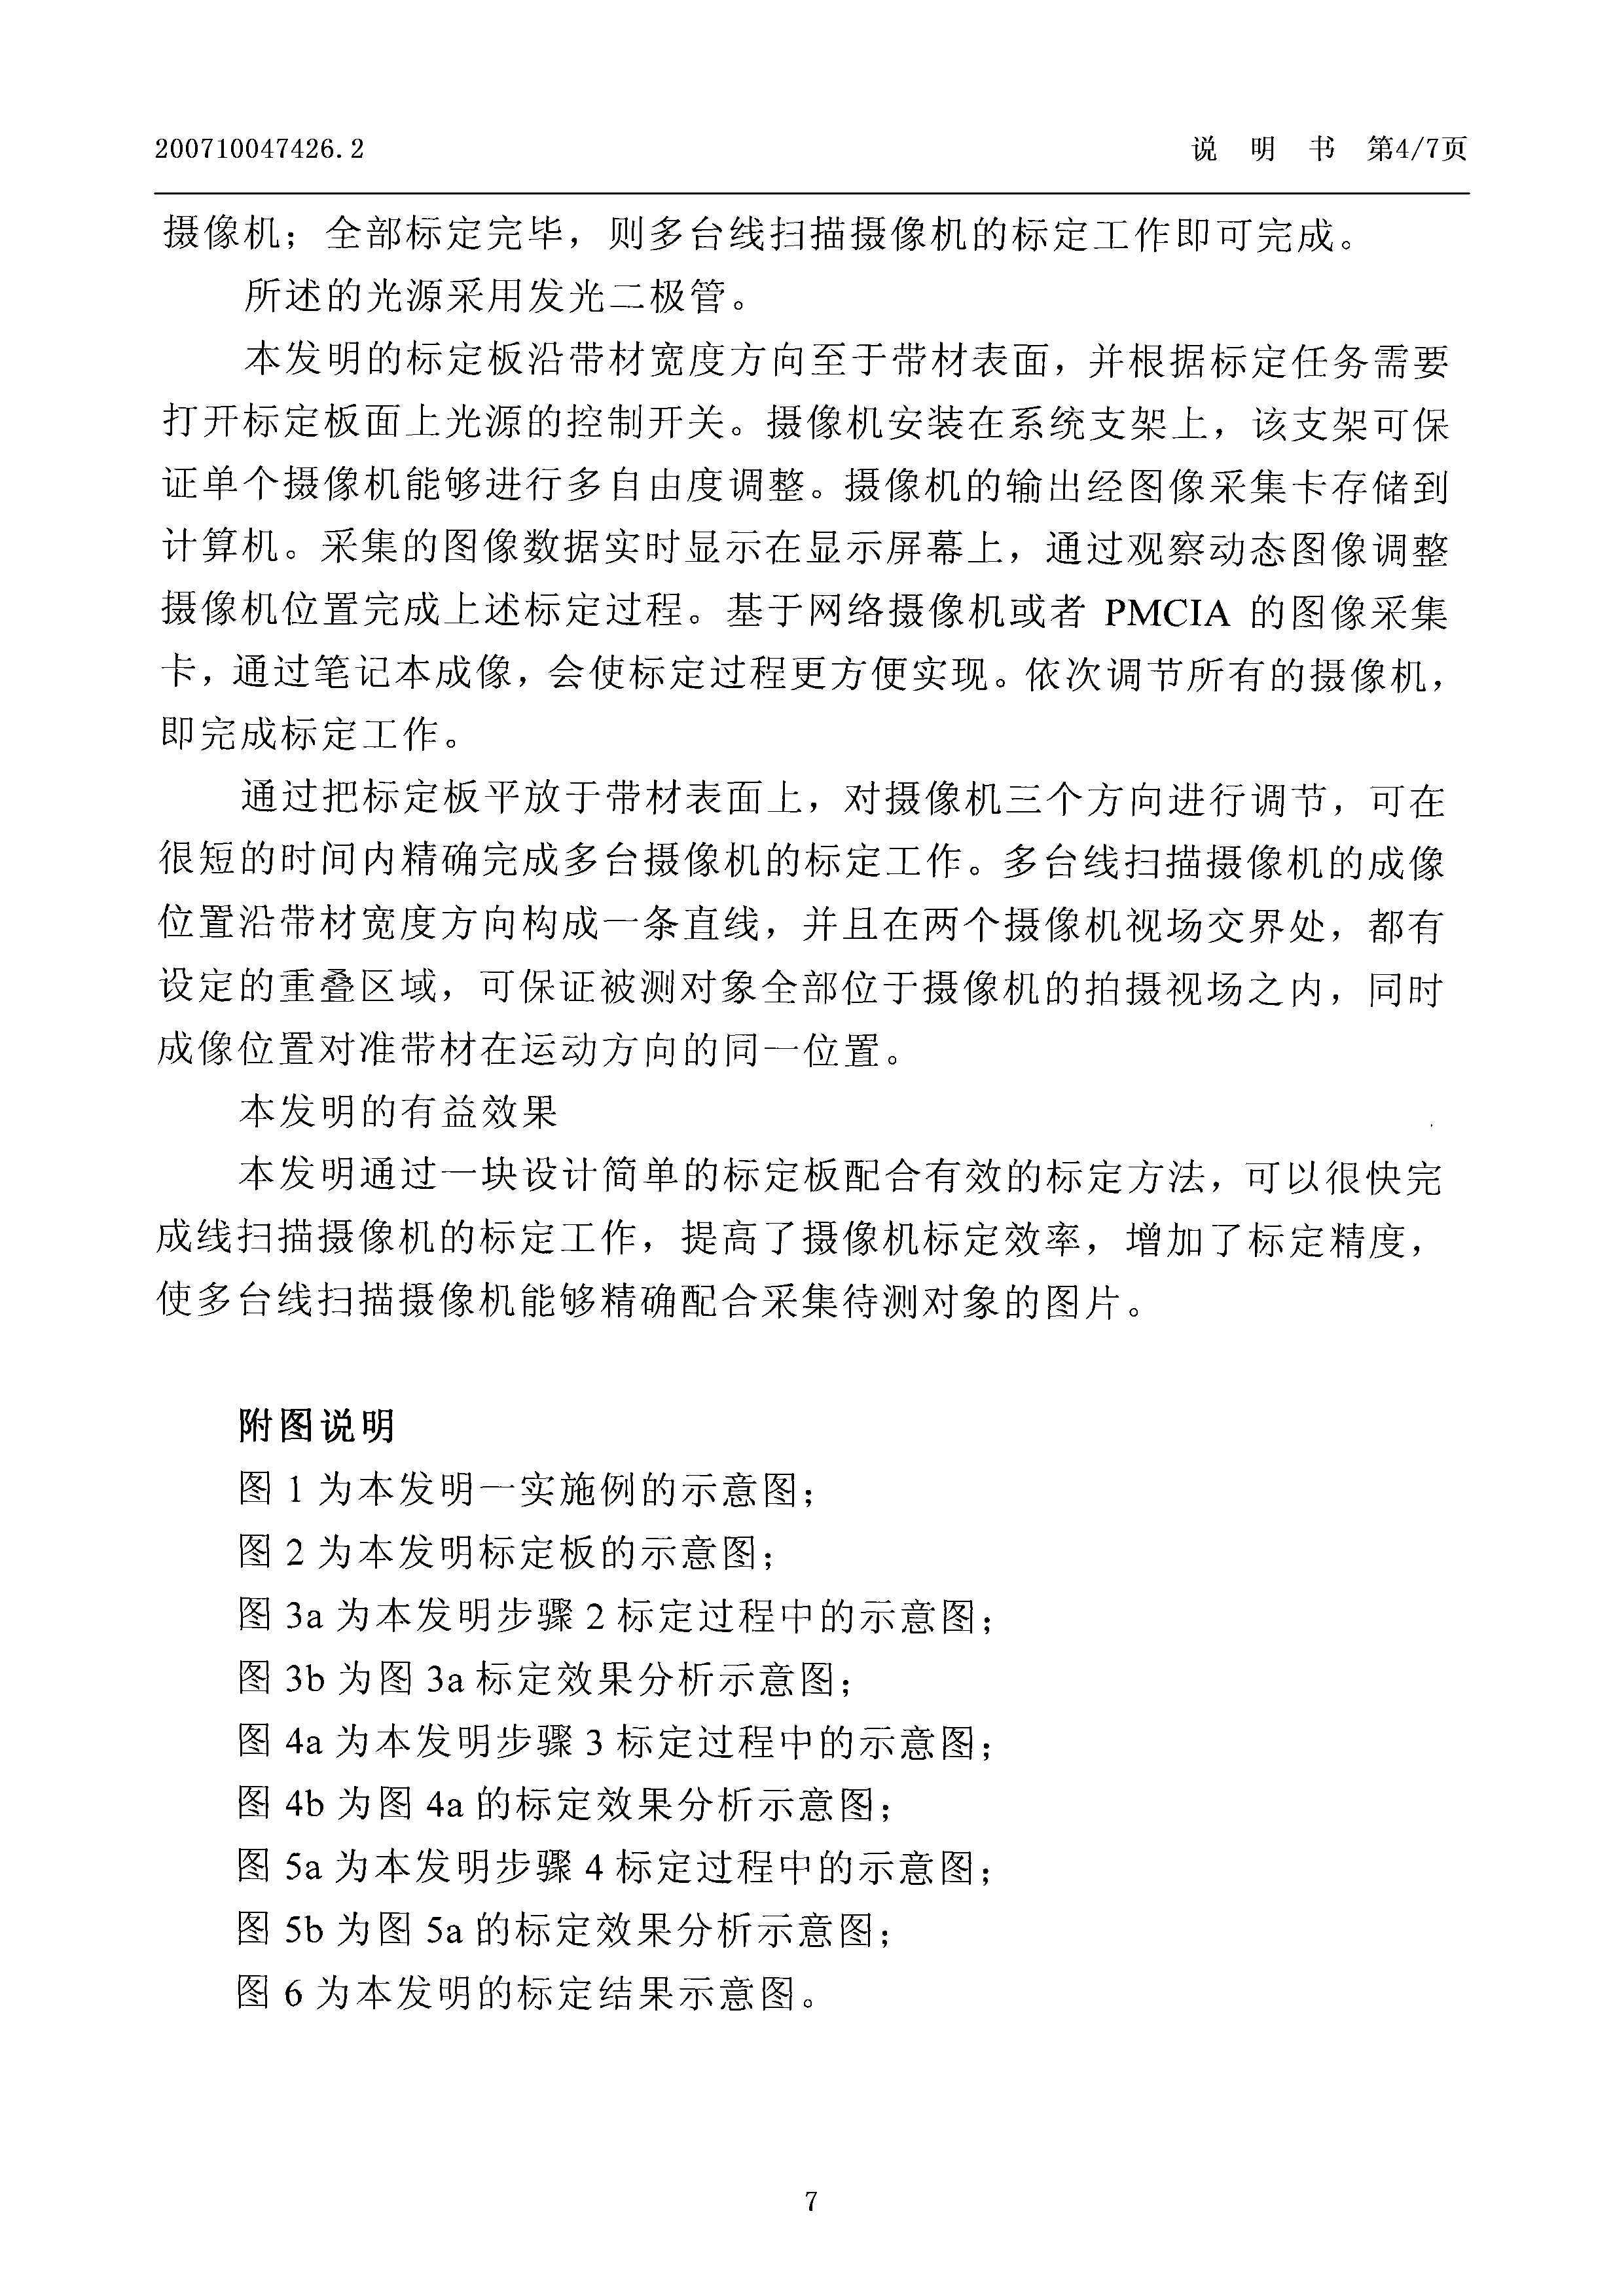 200710047426.2 说 明 书 第4/7页
摄像机；全部标定完毕，则多台线扫描摄像机的标定工作即可完成。
所述的光源采用发光二极管。
本发明的标定板沿带材宽度方向至于带材表面，并根据标定任务需要
打开标定板面上光源的控制开关。摄像机安装在系统支架上，该支架可保
证单个摄像机能够进行多自由度调整。摄像机的输出经图像采集卡存储到
计算机。采集的图像数据实时显示在显示屏幕上，通过观察动态图像调整
摄像机位置完成上述标定过程。基于网络摄像机或者 PMCIA 的图像采集
卡，通过笔记本成像，会使标定过程更方便实现。依次调节所有的摄像机，
即完成标定工作。
通过把标定板平放于带材表面上，对摄像机三个方向进行调节，可在
很短的时间内精确完成多台摄像机的标定工作。多台线扫描摄像机的成像
位置沿带材宽度方向构成一条直线，并且在两个摄像机视场交界处，都有
设定的重叠区域，可保证被测对象全部位于摄像机的拍摄视场之内，同时
成像位置对准带材在运动方向的同一位置。
本发明的有益效果
本发明通过一块设计简单的标定板配合有效的标定方法，可以很快完
成线扫描摄像机的标定工作，提高了摄像机标定效率，增加了标定精度，
使多台线扫描摄像机能够精确配合采集待测对象的图片。
附图说明
图 1 为本发明一实施例的示意图；
图 2 为本发明标定板的示意图；
图 3a 为本发明步骤 2 标定过程中的示意图；
图 3b 为图 3a 标定效果分析示意图；
图 4a 为本发明步骤 3 标定过程中的示意图；
图 4b 为图 4a 的标定效果分析示意图；
图 5a 为本发明步骤 4 标定过程中的示意图；
图 5b 为图 5a 的标定效果分析示意图；
图 6 为本发明的标定结果示意图。
7